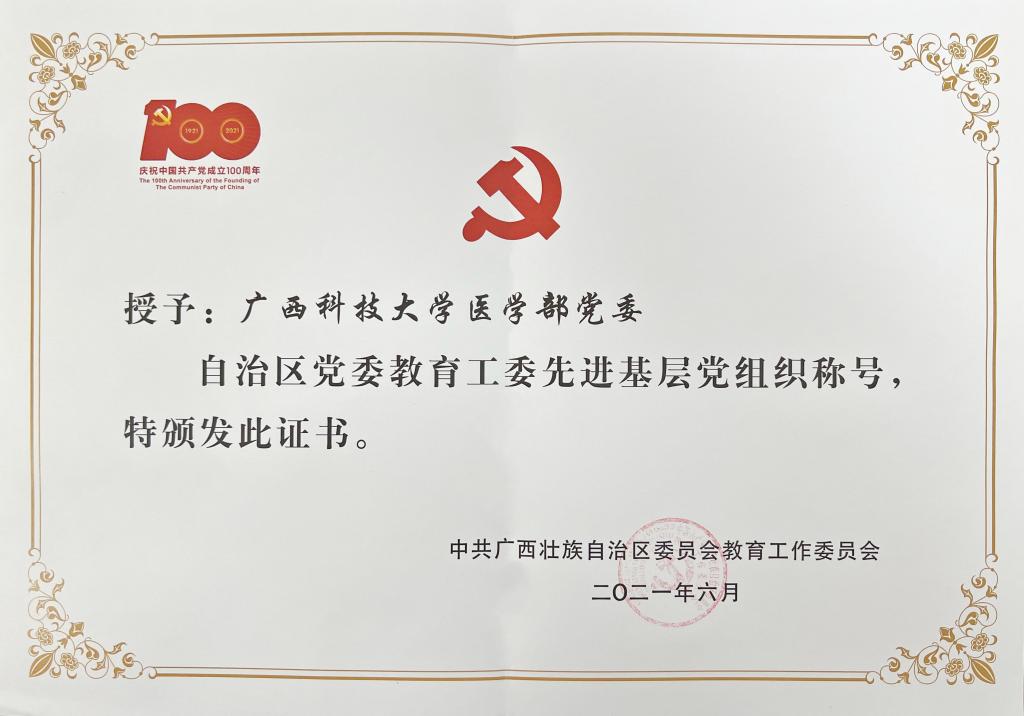 1921 2021
庆祝中国共产党成立100周年
The 100th Anniversary of the Founding of
The Communist Party of China
授予：广西科技大学医学部党委
自治区党委教育工委先进基层党组织称号，
特颁发此证书。
中共广西壮族自治区委员会教育工作委员会
二〇二一年六月